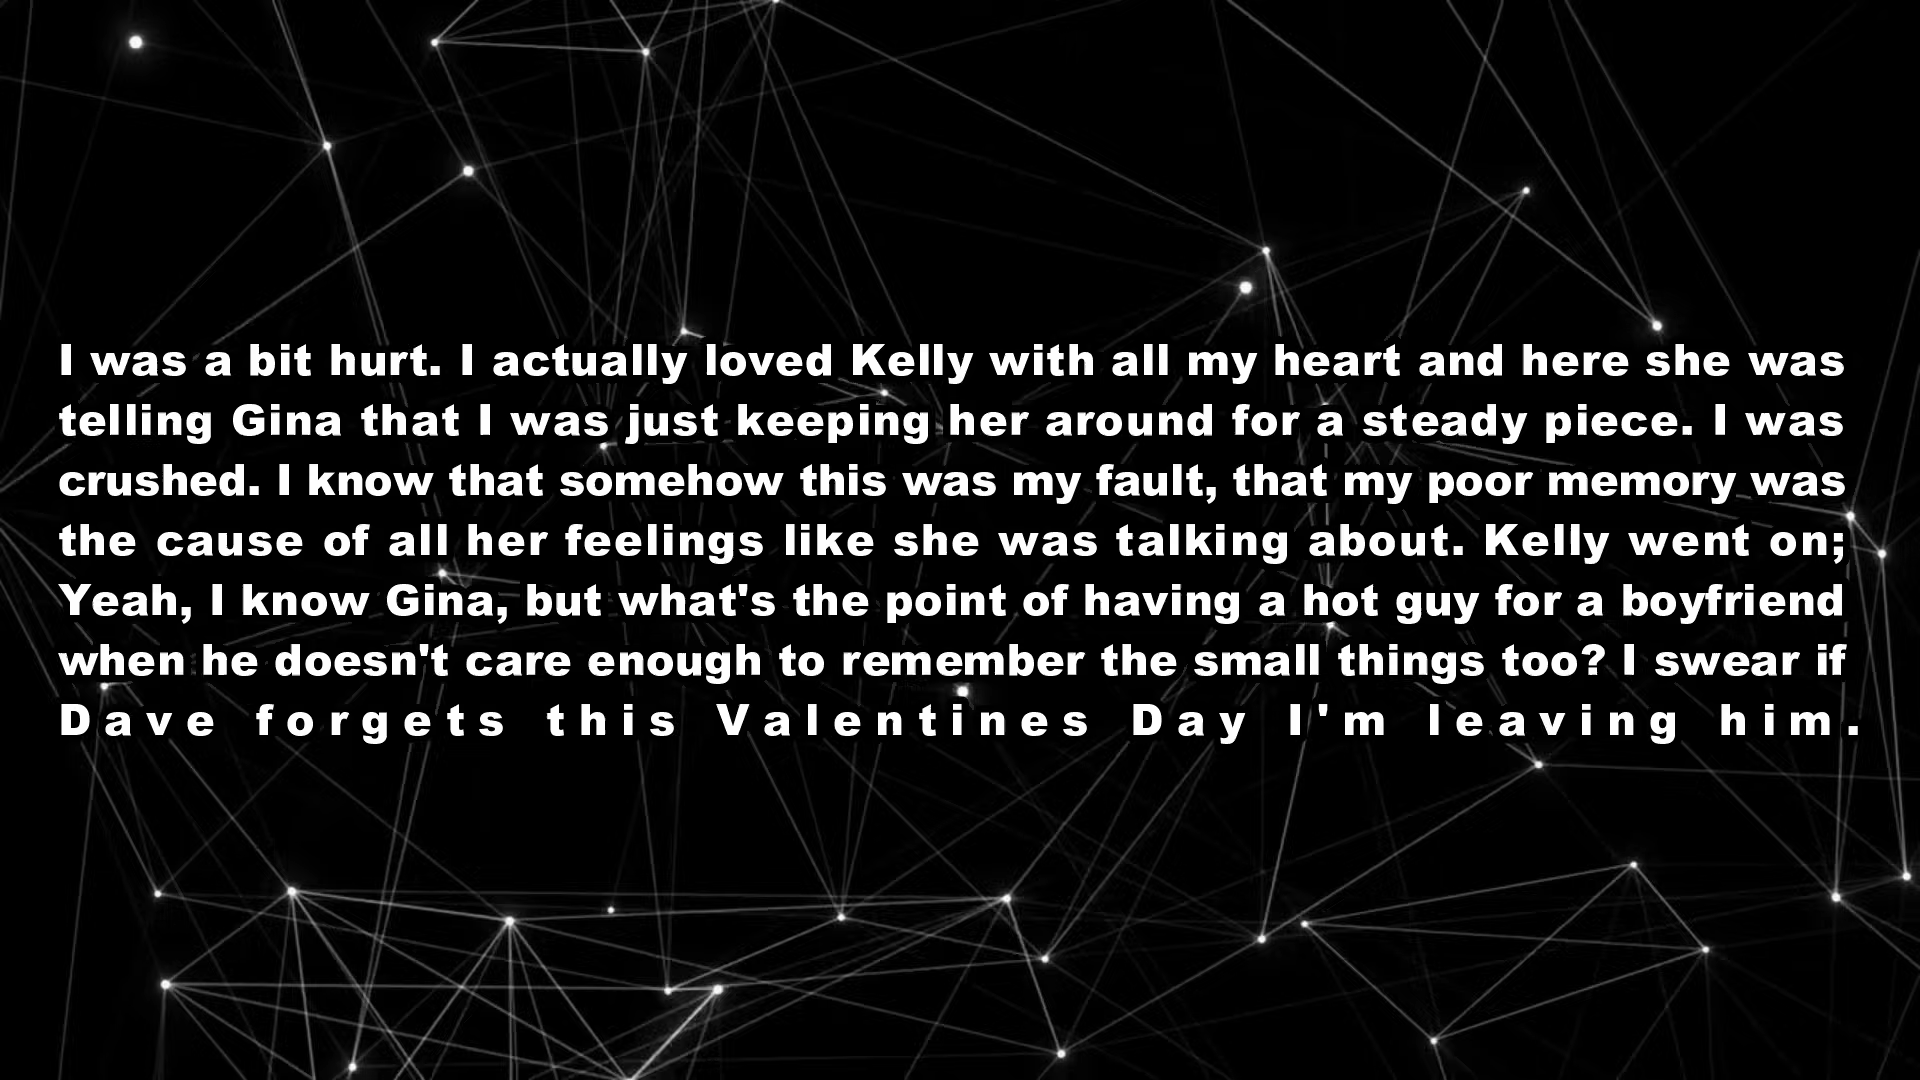 I was a bit hurt. I actually loved Kelly with all my heart and here she was
telling Gina that I was just keeping her around for a steady piece. I was
crushed. I know that somehow this was my fault, that my poor memory was
the cause of all her feelings like she was talking about. Kelly went on;
Yeah, I know Gina, but what's the point of having a hot guy for a boyfriend
when he doesn't care enough to remember the small things too? I swear if
Dave forgets this Valentines Day I'm leaving him.